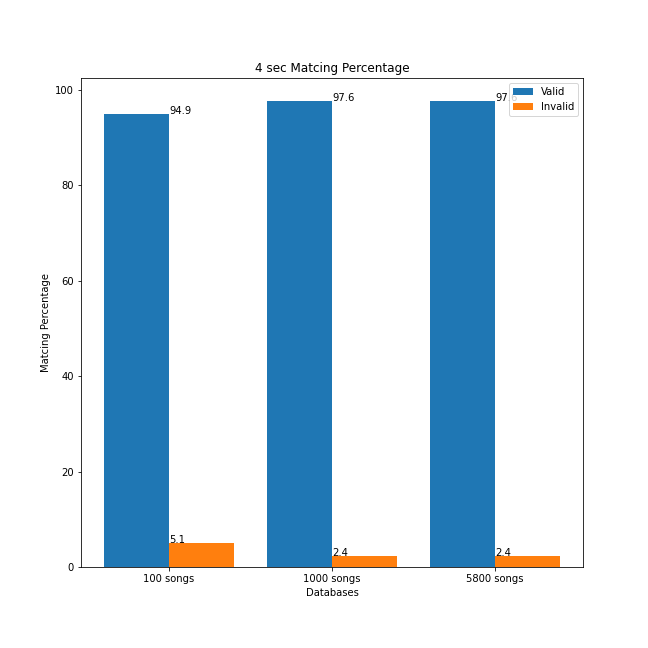 4 sec Matcing Percentage
100
80
60
40
20
0
Matcing Percentage
94.9
97.6
97.6
Valid
Invalid
5.1
2.4
2.4
100 songs
1000 songs
5800 songs
Databases